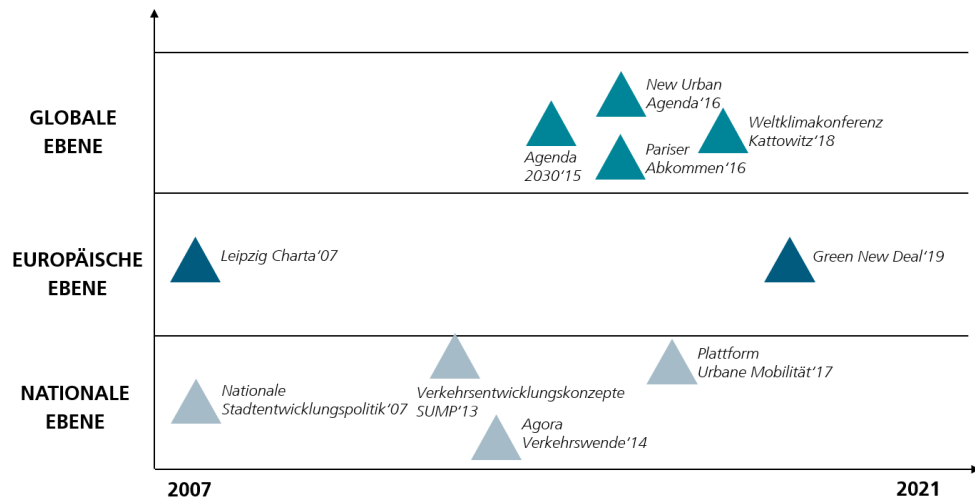 GLOBALE
EBENE
New Urban
Agenda‘16
Weltklimakonferenz
Kattowitz‘18
Agenda
2030‘15
Pariser
Abkommen‘16
EUROPÄISCHE
EBENE
Leipzig Charta‘07
Green New Deal‘19
NATIONALE
EBENE
Nationale
Stadtentwicklungspolitik‘07
Verkehrsentwicklungskonzepte
SUMP‘13
Agora
Verkehrswende‘14
Plattform
Urbane Mobilität‘17
2007
2021